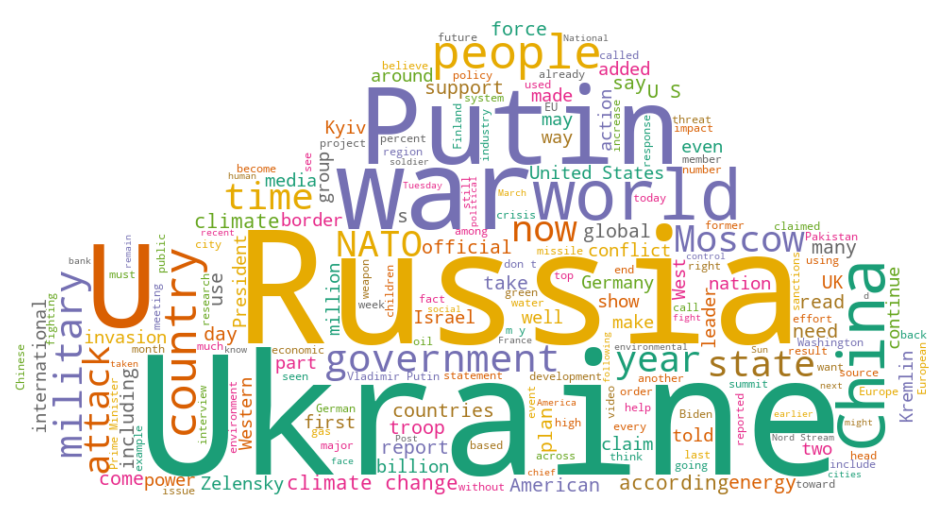 future
force
National
people
called
believe
around
policy
already
added
support
used
made
say
U S
system
EU
Putin
Finland
industry
may
way
action
increase
response
threat
impact
Kyiv
percent
project
region
soldier
even
member
number
group
see
become
human
media
time
war
world
United States
Tuesday
still
political
March
today
crisis
climate
border
s
among
now
global
former
claimed
Pakistan
recent
city
public
President
NATO
official
missile
conflict
Moscow
many
using
bank
remain
must
U
country
Russia
don t
control
top
end
right
West
UK
d
China
military
fighting
meeting
research
use
million
weapon
week
children
fact
social
take
green
water
Germany
show
call
fight
nation
leader
sanctions
effort
read
continue
back
international
invasion
day
Israel
well
m y
make
need
Washington
month
much
know
economic
oil
France
environmental
year
Sun
result
Chinese
attack
including
taken
part
government
state
want
source
Kremlin
European
Europe
seen
Vladimir Putin
statement
development
following
another
summit
next
Prime Minister
example
environment
interview
Western
Ukraine
German
America
event
video
order
Biden
earlier
might
first
gas
countries
high
plan
help
troop
Post
every
told
reported
Nord Stream
two
head
major
report
based
across
claim
think
last
going
include
cities
face
billion
chief
come
power
issue
Zelensky
climate change
without
American
according
energy
toward